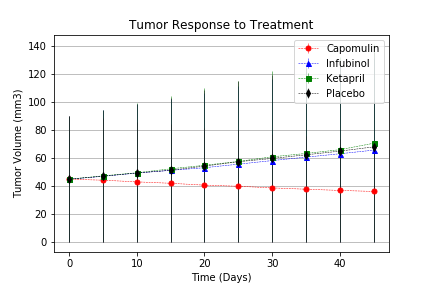 Tumor Response to Treatment
140
120
100
80
60
40
20
0
Tumor Volume (mm3)
Capomulin
Infubinol
Ketapril
Placebo
0 10 20 30 40
Time (Days)